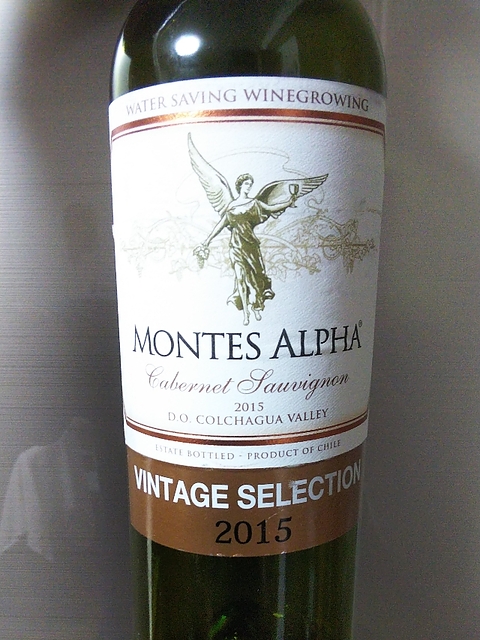 WATER SAVING WINEGROWING
MONTES ALPHA®
Cabernet Sauvignon
2015
D.O. COLCHAGUA VALLEY
ESTATE BOTTLED - PRODUCT OF CHILE
VINTAGE SELECTION
2015